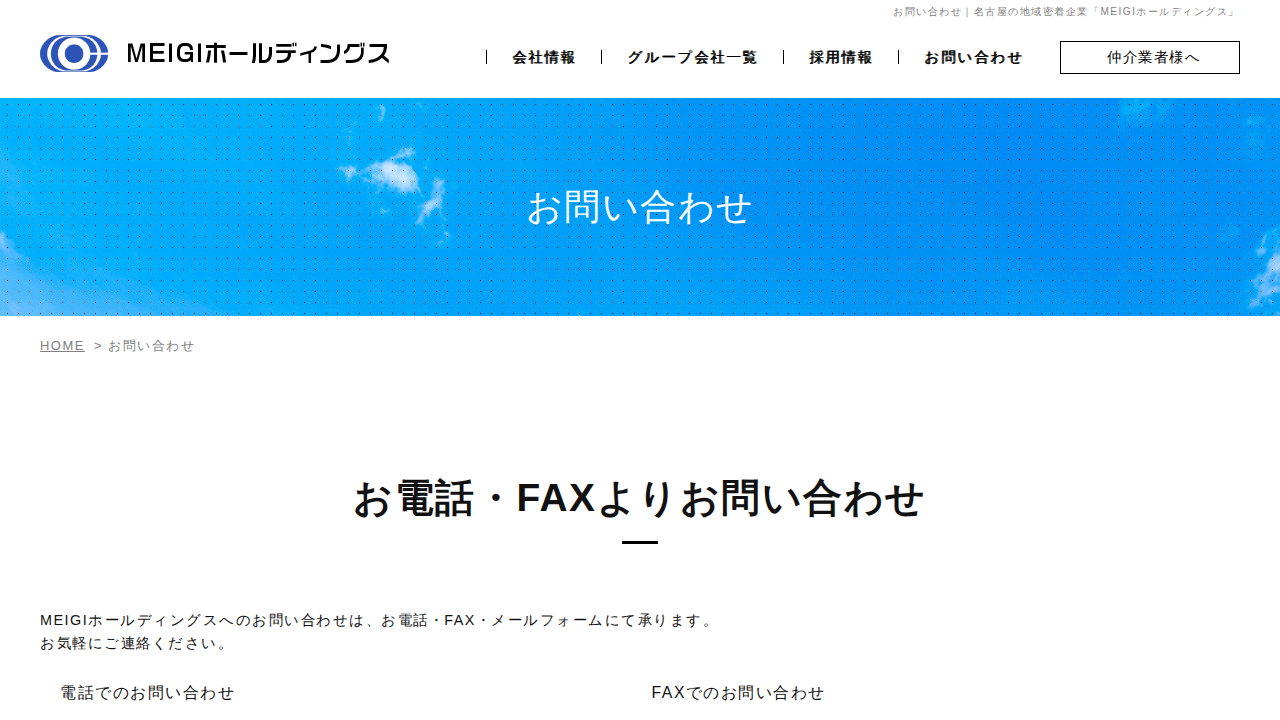 お問い合わせ｜名古屋の地域密着企業「MEIGIホールディングス」
MEIGIホールディングス
会社情報
グループ会社一覧
採用情報
お問い合わせ
仲介業者様へ
お問い合わせ
HOME > お問い合わせ
お電話・FAXよりお問い合わせ
MEIGIホールディングスへのお問い合わせは、お電話・FAX・メールフォームにて承ります。
お気軽にご連絡ください。
電話でのお問い合わせ
FAXでのお問い合わせ